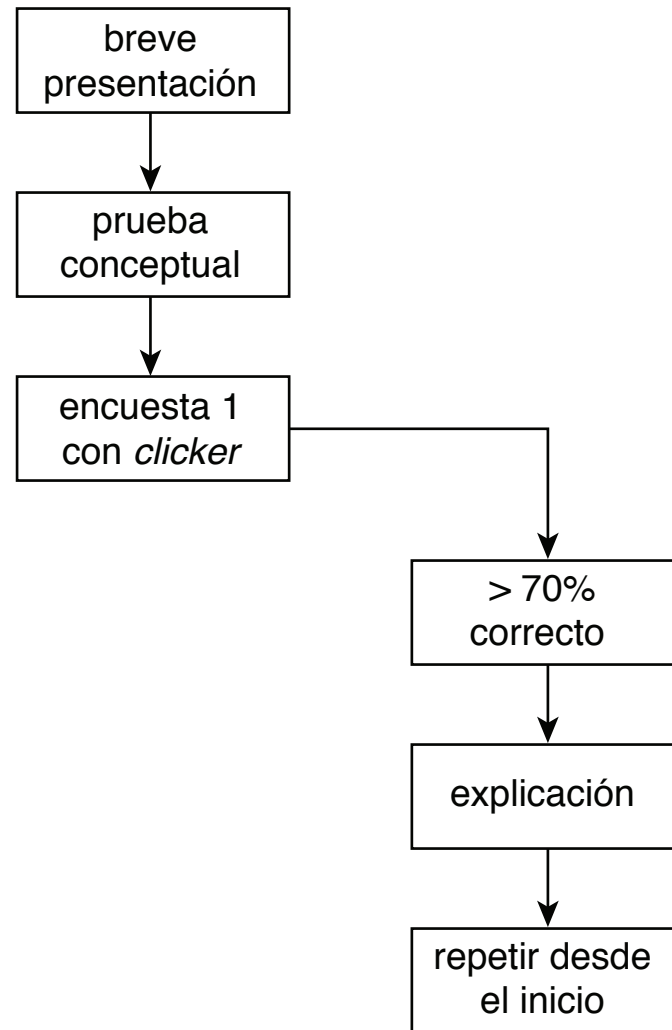 breve
presentación
prueba
conceptual
encuesta 1
con clicker
> 70%
correcto
explicación
repetir desde
el inicio